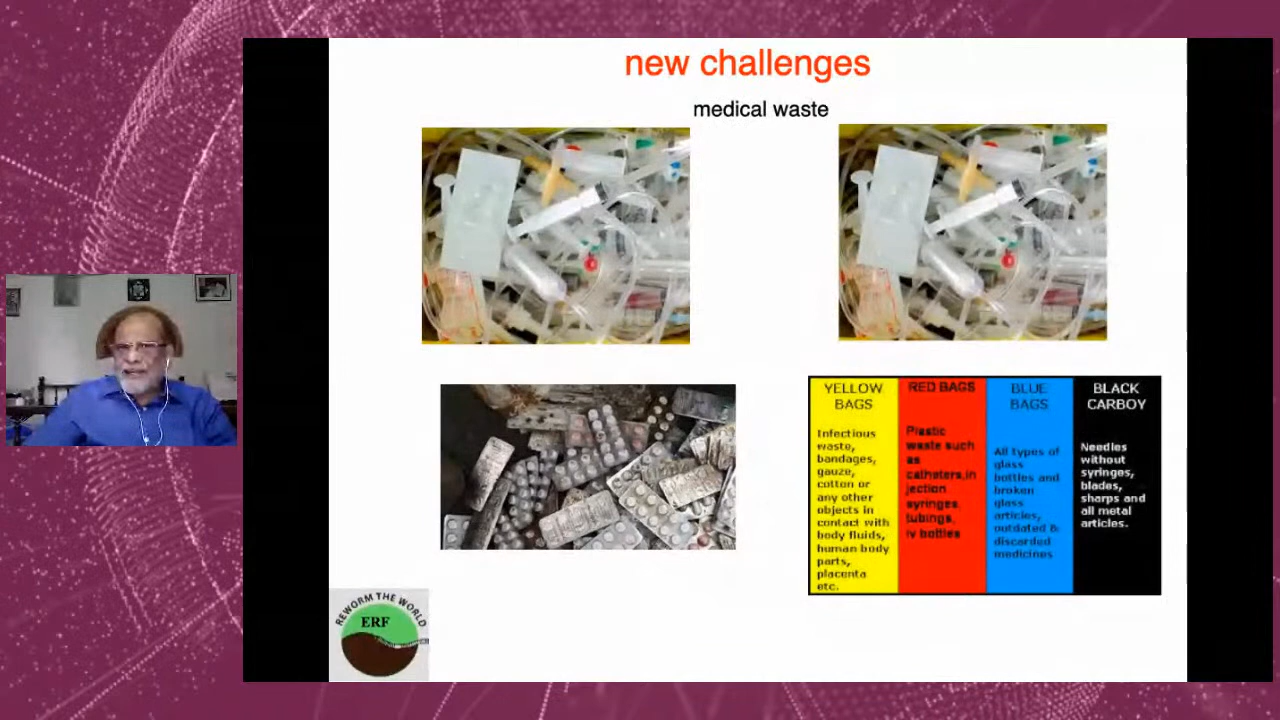 new challenges
medical waste
YELLOW
BAGS
Infectious
waste,
bandages,
gauze,
cotton or
any other
objects in
contact with
body fluids,
human body
parts,
placenta
etc.
RED BAGS
Plastic
waste such
as
catheters,in
jection
syringes,
tubings,
iv bottles
BLUE
BAGS
All types of
glass
bottles and
broken
glass
articles,
outdated &
discarded
medicines
BLACK
CARBOY
Needles
without
syringes,
blades,
sharps and
all metal
articles.
REWORM THE WORLD
ERF